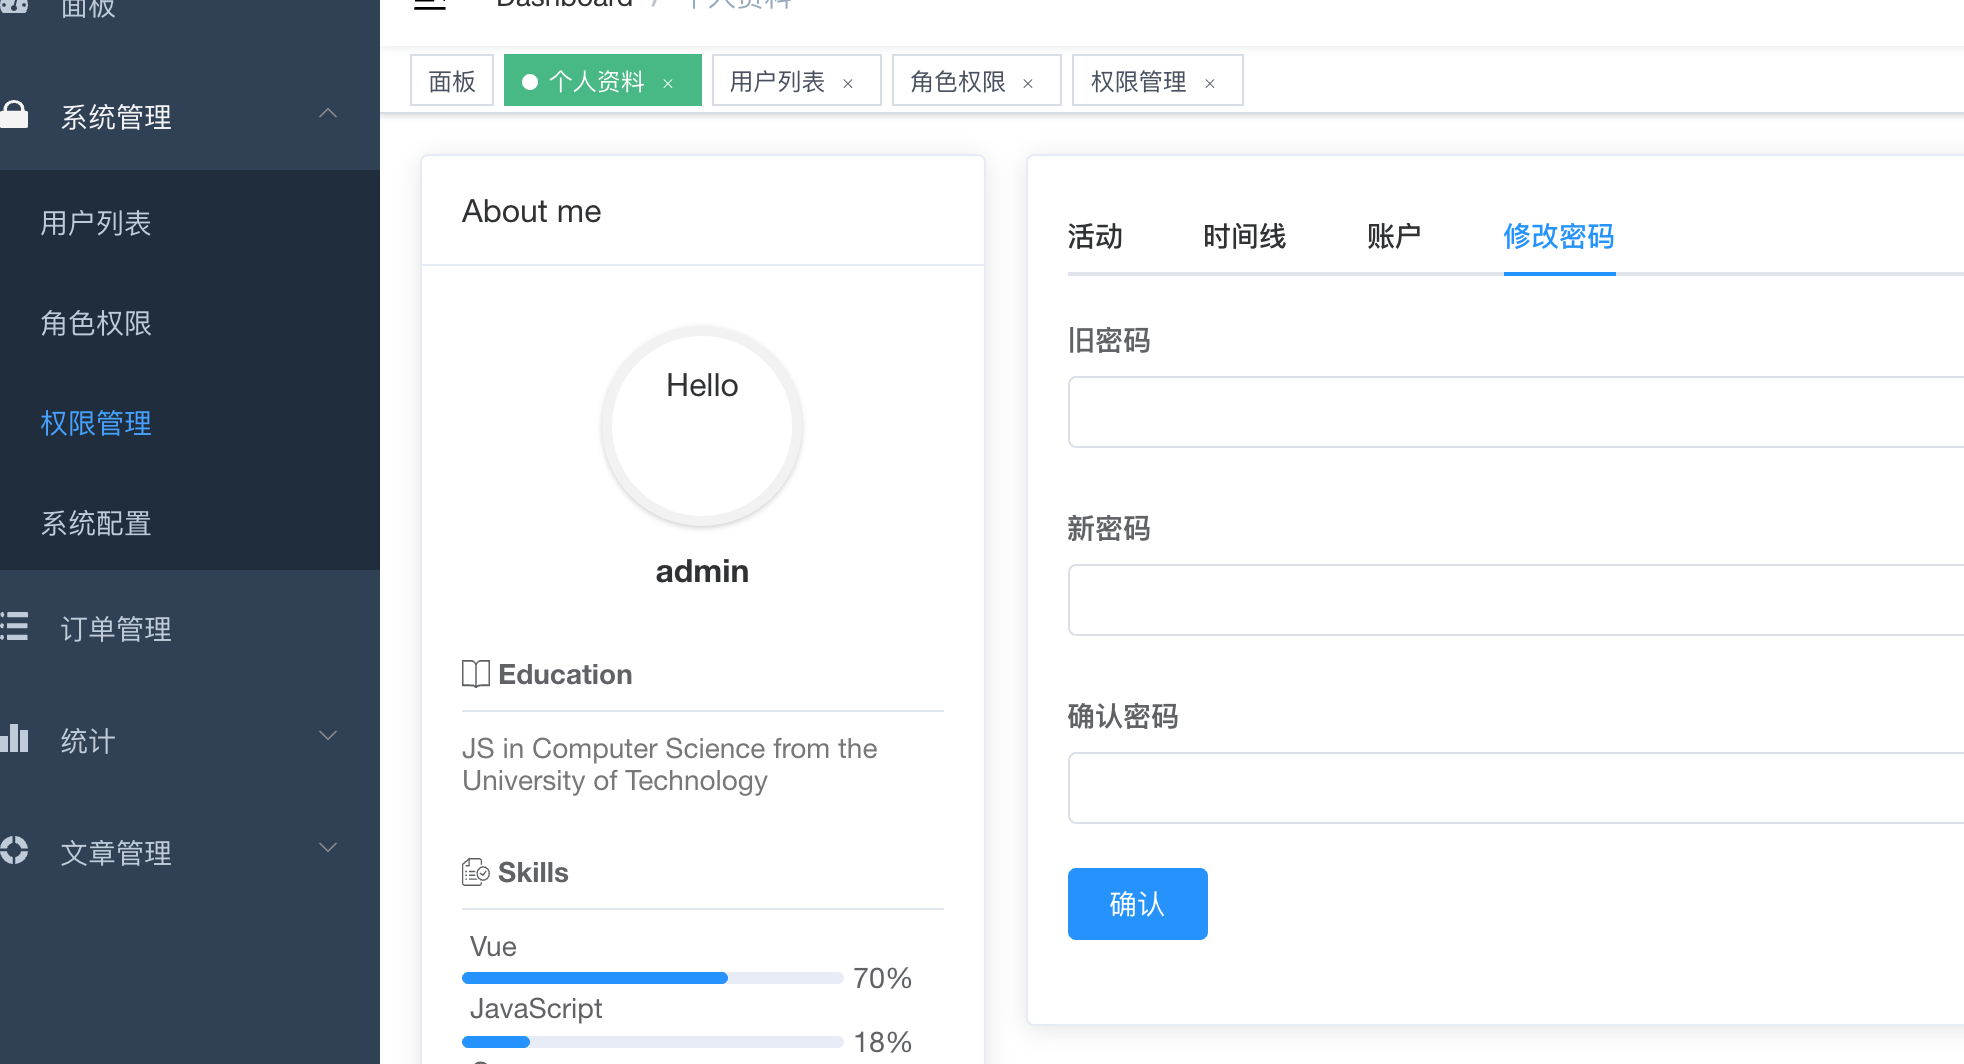 面板
系统管理
用户列表
角色权限
权限管理
系统配置
订单管理
统计
文章管理
Dashboard / 个人资料
面板
个人资料 ×
用户列表 ×
角色权限 ×
权限管理 ×
About me
Hello
admin
Education
JS in Computer Science from the
University of Technology
Skills
Vue
70%
JavaScript
18%
活动
时间线
账户
修改密码
旧密码
新密码
确认密码
确认